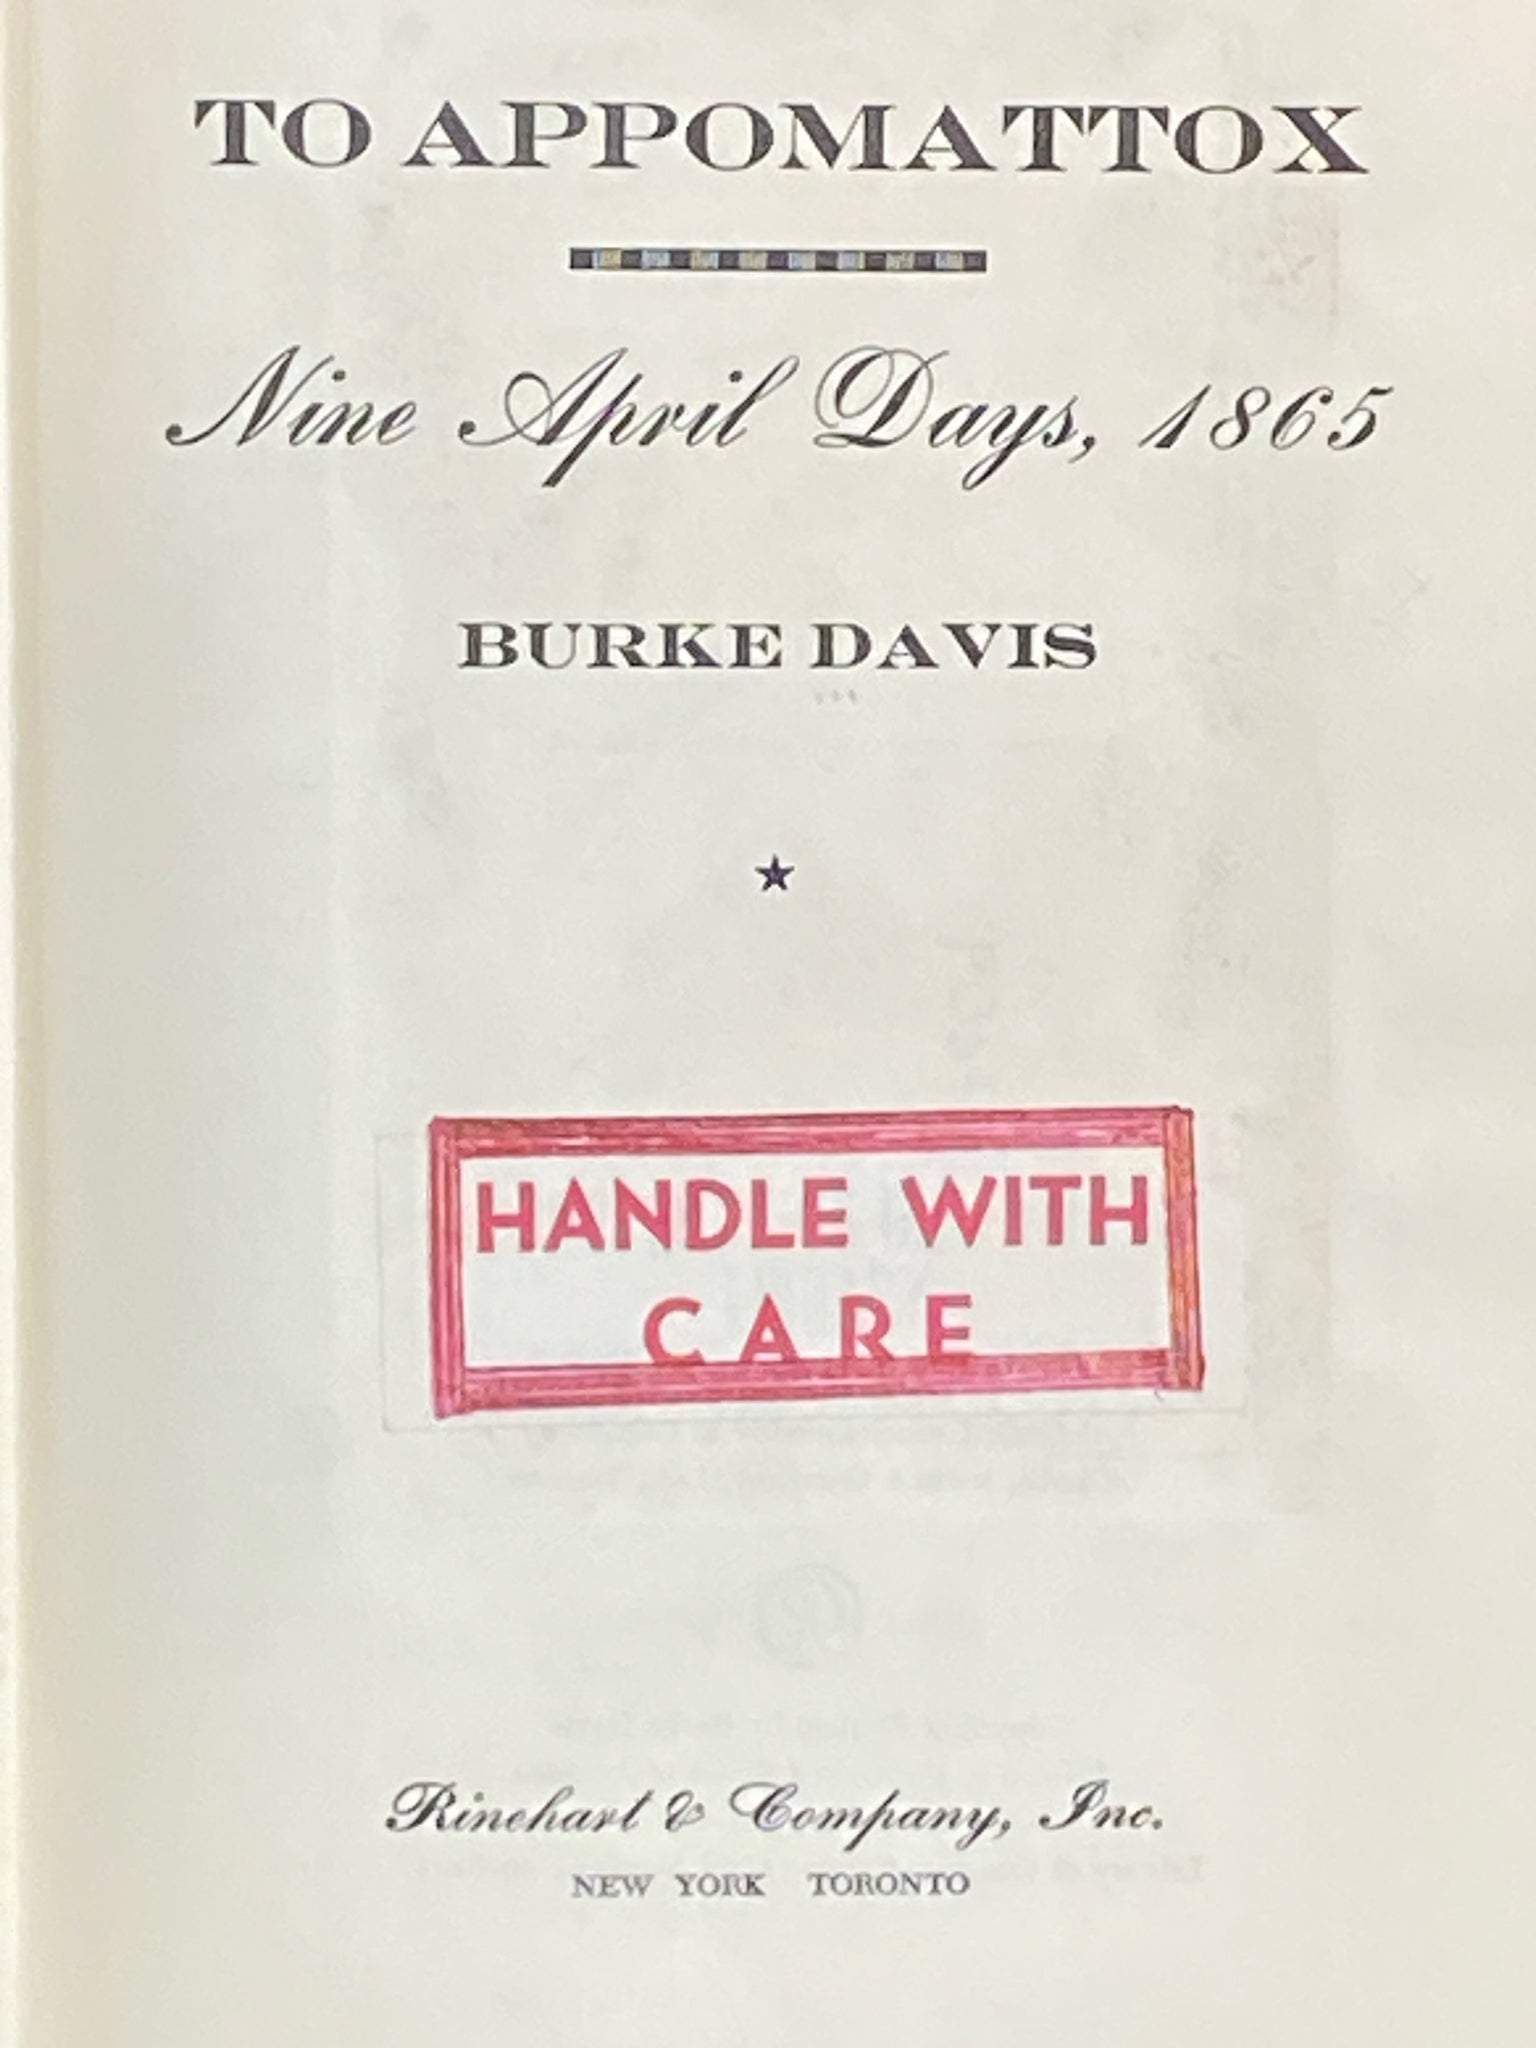 TO APPOMATTOX
Nine April Days, 1865
BURKE DAVIS
HANDLE WITH
CARE
Rinehart & Company, Inc.
NEW YORK TORONTO